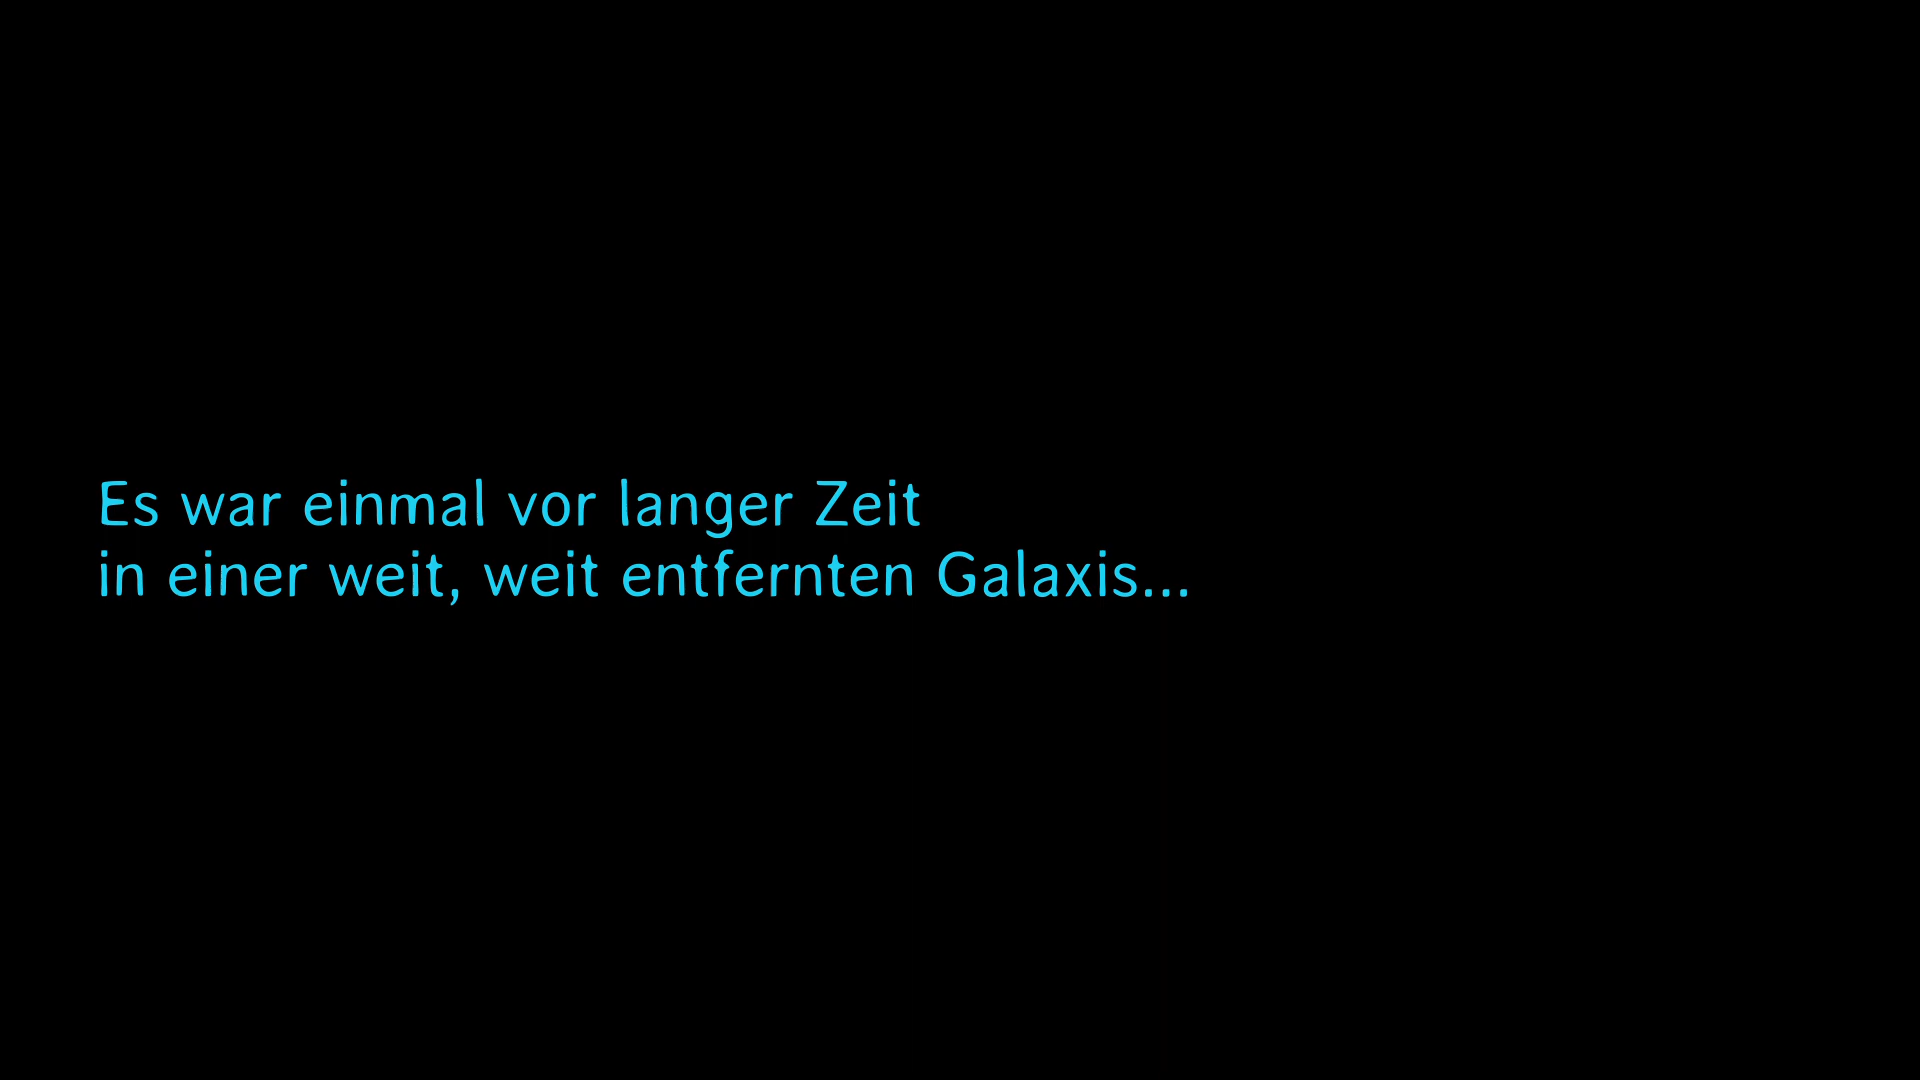 Es war einmal vor langer Zeit
in einer weit, weit entfernten Galaxis...